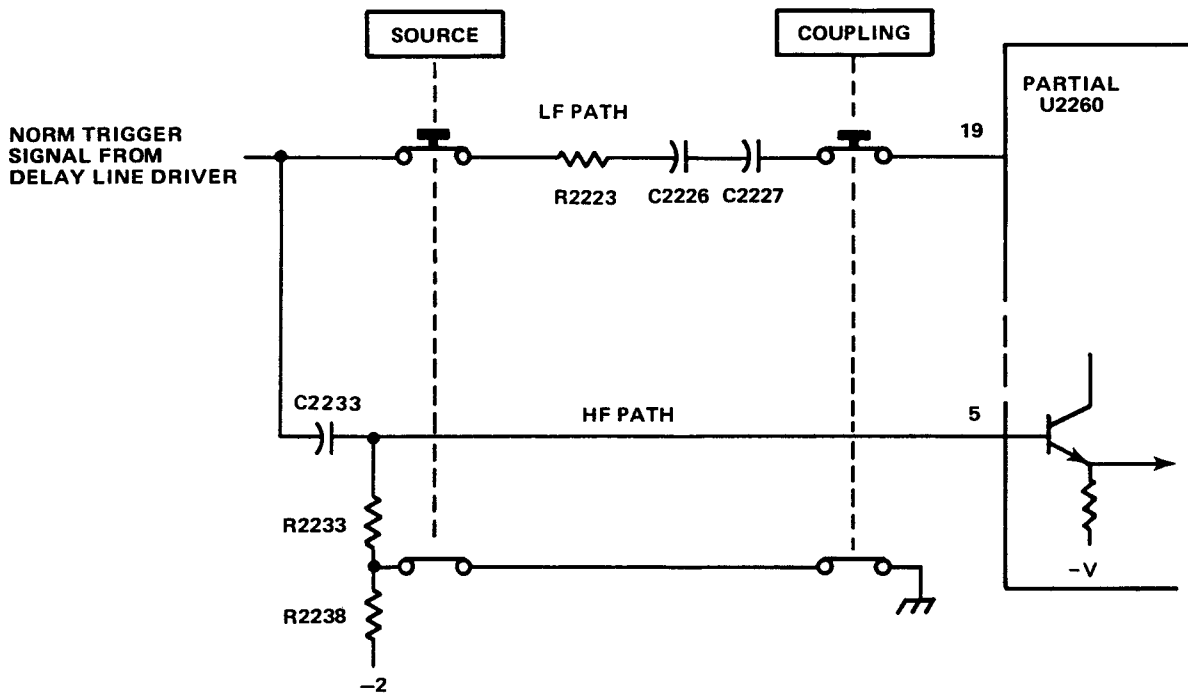 SOURCE
COUPLING
PARTIAL
U2260
LF PATH
19
NORM TRIGGER
SIGNAL FROM
DELAY LINE DRIVER
R2223
C2226
C2227
C2233
HF PATH
5
R2233
R2238
−V
−2